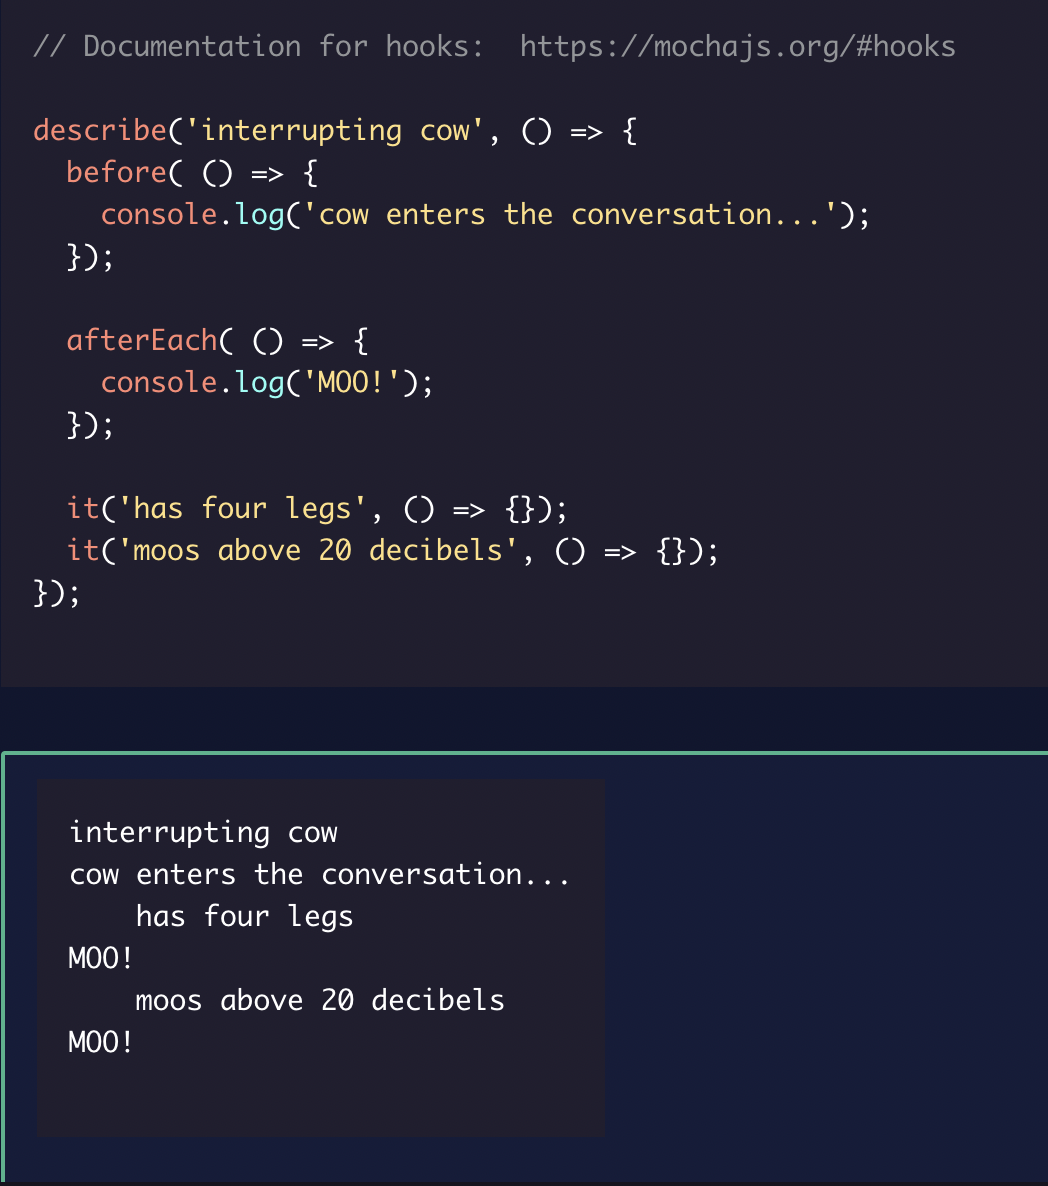 // Documentation for hooks:  https://mochajs.org/#hooks
describe('interrupting cow', () => {
  before( () => {
    console.log('cow enters the conversation...');
  });
  afterEach( () => {
    console.log('MOO!');
  });
  it('has four legs', () => {});
  it('moos above 20 decibels', () => {});
});
interrupting cow
cow enters the conversation...
    has four legs
MOO!
    moos above 20 decibels
MOO!